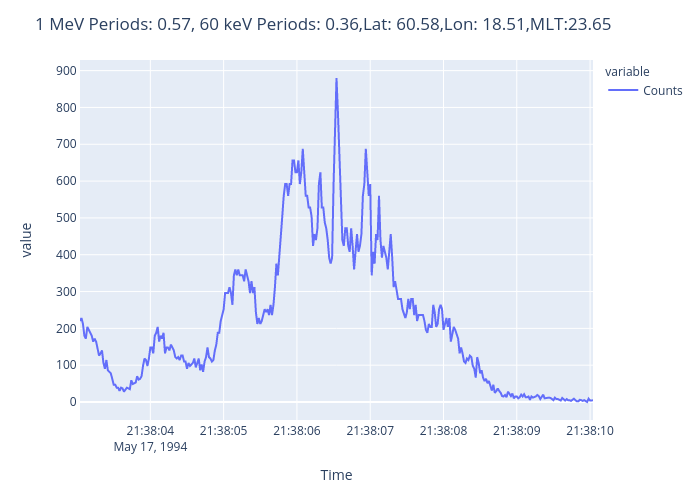 1 MeV Periods: 0.57, 60 keV Periods: 0.36,Lat: 60.58,Lon: 18.51,MLT:23.65
variable
Counts
900
800
700
600
500
400
300
200
100
0
value
21:38:04 21:38:05 21:38:06 21:38:07 21:38:08 21:38:09 21:38:10
May 17, 1994
Time